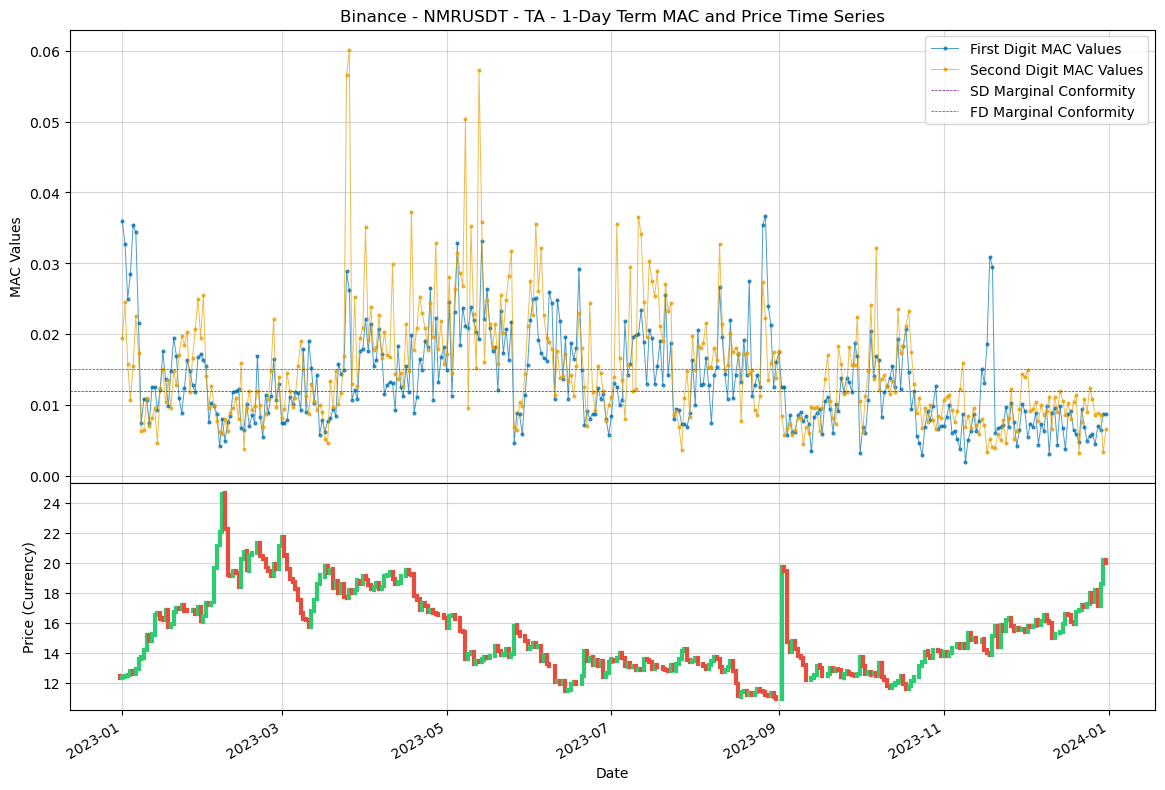 Binance - NMRUSDT - TA - 1-Day Term MAC and Price Time Series
First Digit MAC Values
Second Digit MAC Values
SD Marginal Conformity
FD Marginal Conformity
MAC Values
0.06
0.05
0.04
0.03
0.02
0.01
0.00
Price (Currency)
24
22
20
18
16
14
12
2023-01
2023-03
2023-05
2023-07
2023-09
2023-11
2024-01
Date